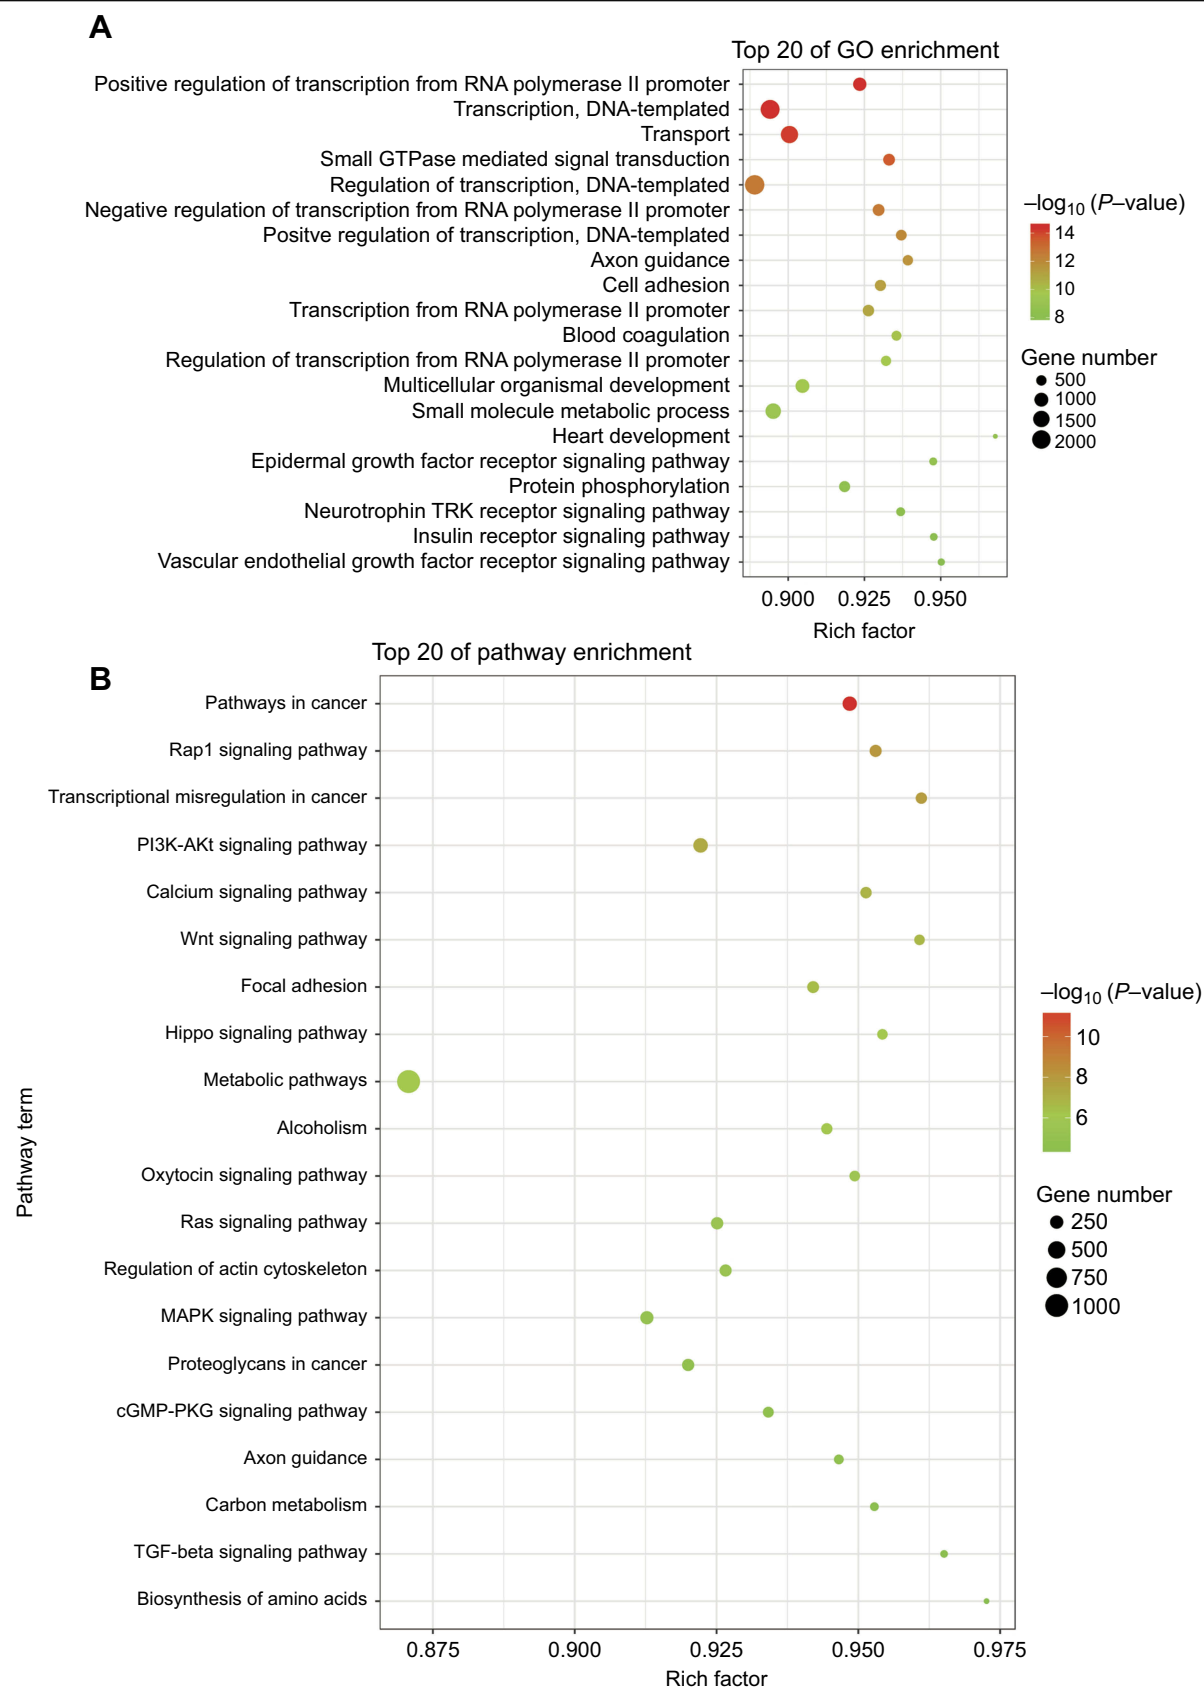 A
Top 20 of GO enrichment
Positive regulation of transcription from RNA polymerase II promoter
Transcription, DNA-templated
Transport
Small GTPase mediated signal transduction
Regulation of transcription, DNA-templated
Negative regulation of transcription from RNA polymerase II promoter
Positve regulation of transcription, DNA-templated
Axon guidance
Cell adhesion
Transcription from RNA polymerase II promoter
Blood coagulation
Regulation of transcription from RNA polymerase II promoter
Multicellular organismal development
Small molecule metabolic process
Heart development
Epidermal growth factor receptor signaling pathway
Protein phosphorylation
Neurotrophin TRK receptor signaling pathway
Insulin receptor signaling pathway
Vascular endothelial growth factor receptor signaling pathway
0.900 0.925 0.950
Rich factor
–log10 (P–value)
14
12
10
8
Gene number
500
1000
1500
2000
B
Top 20 of pathway enrichment
Pathway term
Pathways in cancer
Rap1 signaling pathway
Transcriptional misregulation in cancer
PI3K-AKt signaling pathway
Calcium signaling pathway
Wnt signaling pathway
Focal adhesion
Hippo signaling pathway
Metabolic pathways
Alcoholism
Oxytocin signaling pathway
Ras signaling pathway
Regulation of actin cytoskeleton
MAPK signaling pathway
Proteoglycans in cancer
cGMP-PKG signaling pathway
Axon guidance
Carbon metabolism
TGF-beta signaling pathway
Biosynthesis of amino acids
0.875 0.900 0.925 0.950 0.975
Rich factor
–log10 (P–value)
10
8
6
Gene number
250
500
750
1000